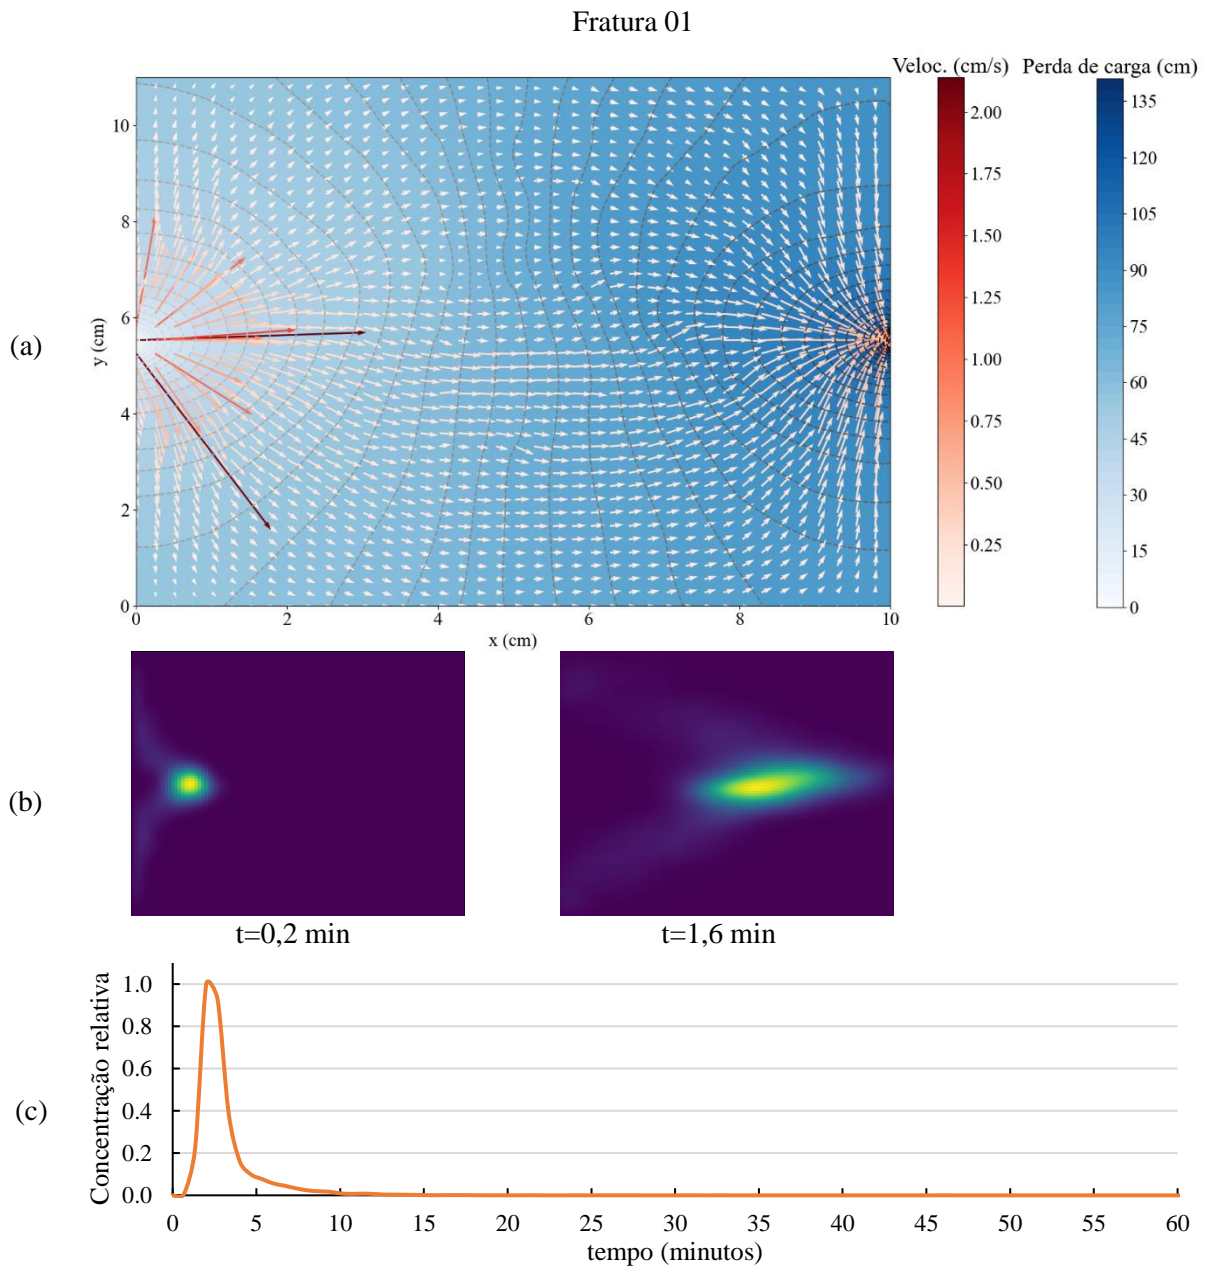 Fratura 01
Veloc. (cm/s) Perda de carga (cm)
(a)
y (cm)
10
8
6
4
2
0
0 2 4 6 8 10
x (cm)
2.00
1.75
1.50
1.25
1.00
0.75
0.50
0.25
135
120
105
90
75
60
45
30
15
0
(b)
t=0,2 min t=1,6 min
(c)
Concentração relativa
1.0
0.8
0.6
0.4
0.2
0.0
0 5 10 15 20 25 30 35 40 45 50 55 60
tempo (minutos)